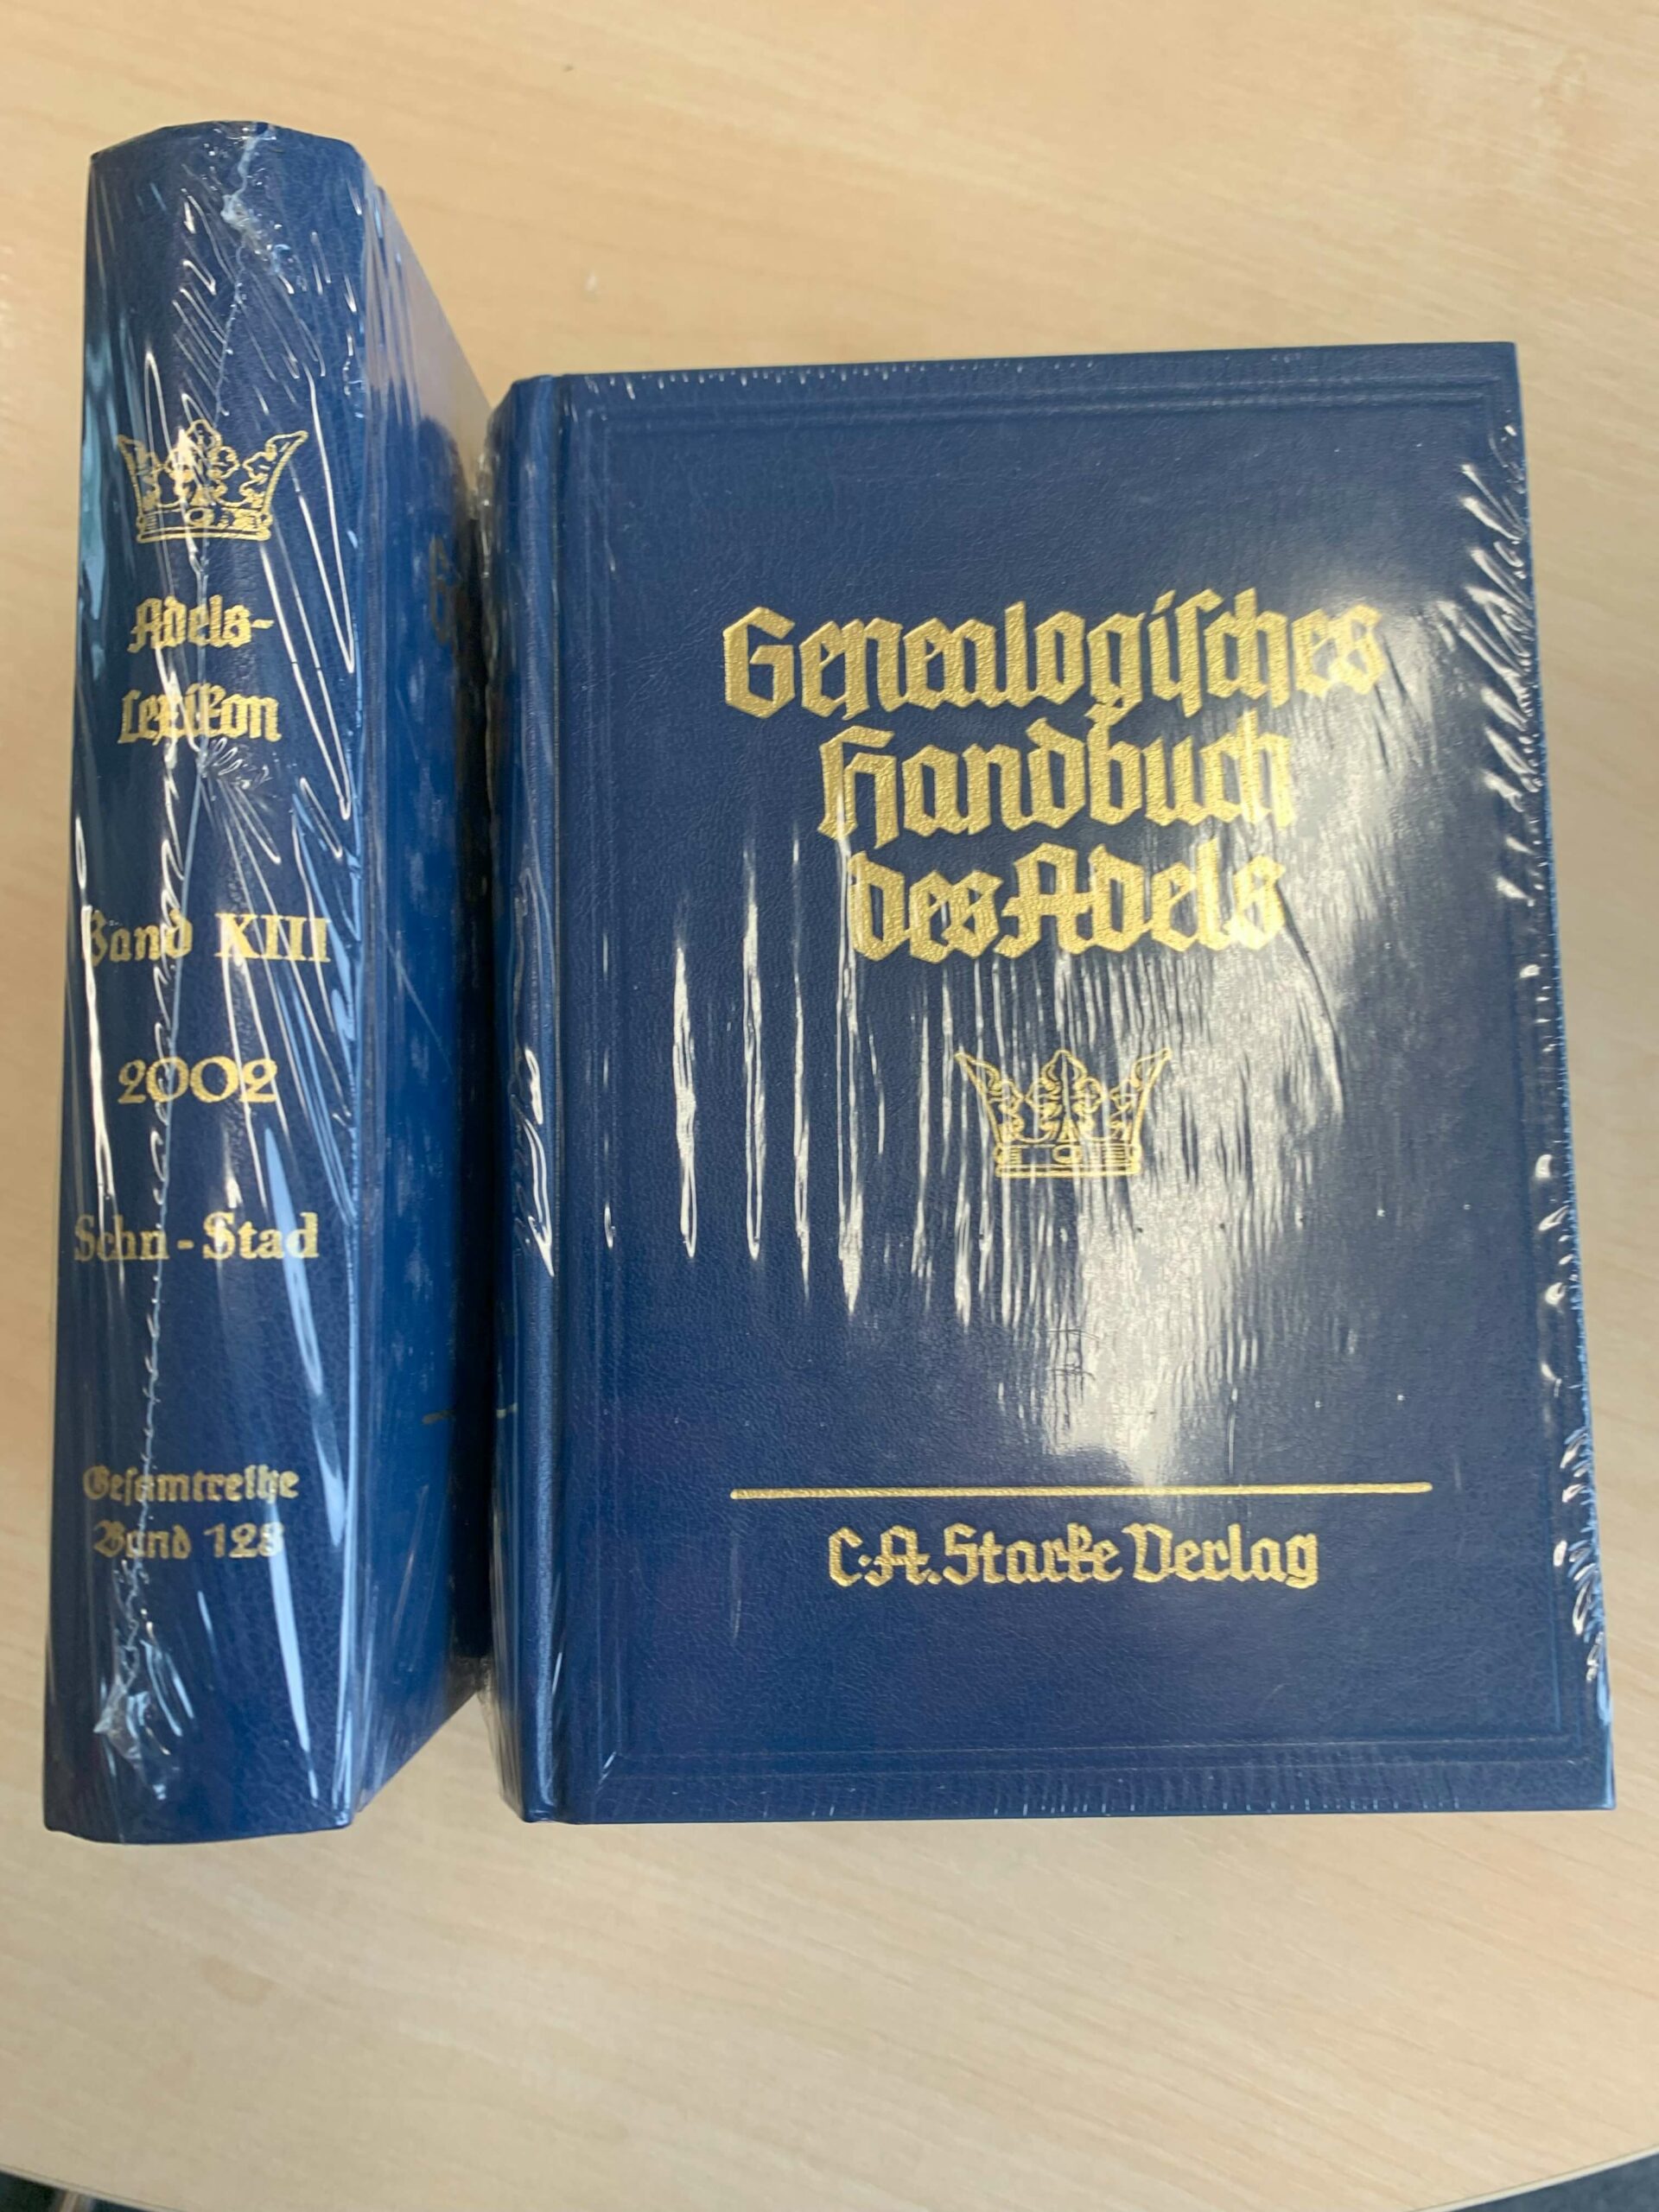 Adels-
Lexikon
Band XIII
2002
Schn - Stad
Gesamtreihe
Band 128
Genealogiſches
Handbuch
des Adels
C.A. Starke Verlag